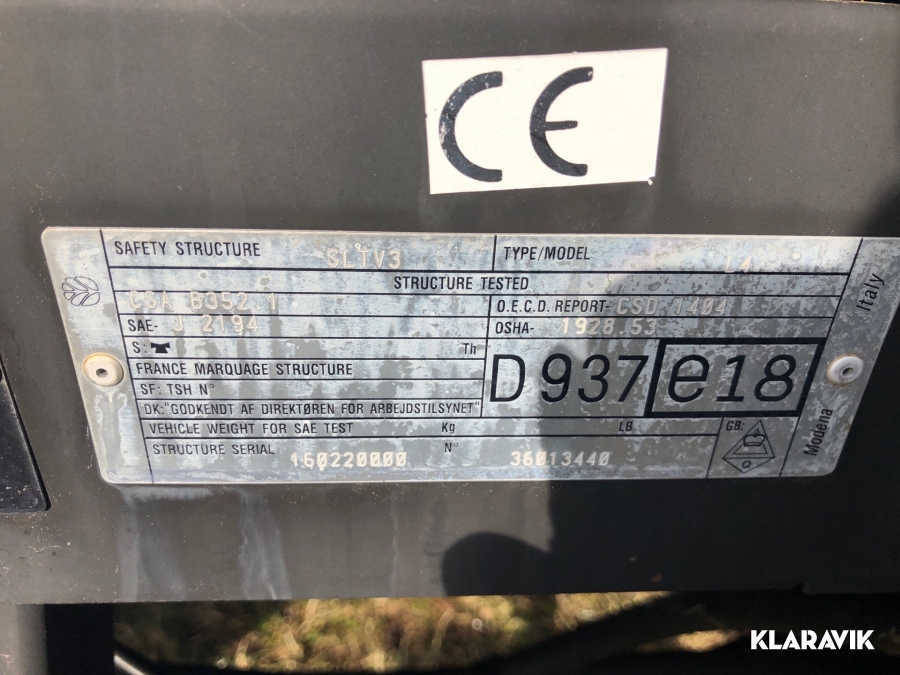 CE
SAFETY STRUCTURE SLTV3 TYPE/MODEL L4
STRUCTURE TESTED
CSA B352.1 O.E.C.D. REPORT- CSD 1404
SAE- J 2194 OSHA- 1928.53
S: Th
FRANCE MARQUAGE STRUCTURE
SF: TSH N°
D937 e18
DK: "GODKENDT AF DIREKTØREN FOR ARBEJDSTILSYNET"
VEHICLE WEIGHT FOR SAE TEST Kg LB GB:
STRUCTURE SERIAL 160220000 N° 36013440
Modena Italy
KLARAVIK